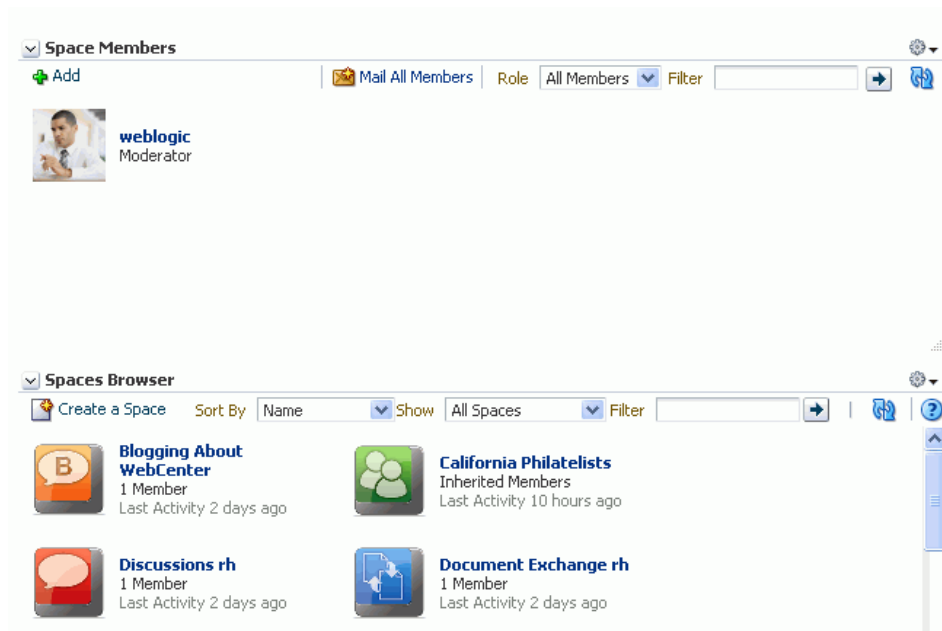 Space Members
Add Mail All Members Role All Members Filter
weblogic
Moderator
Spaces Browser
Create a Space Sort By Name Show All Spaces Filter
B
Blogging About
WebCenter
1 Member
Last Activity 2 days ago
California Philatelists
Inherited Members
Last Activity 10 hours ago
Discussions rh
1 Member
Last Activity 2 days ago
Document Exchange rh
1 Member
Last Activity 2 days ago